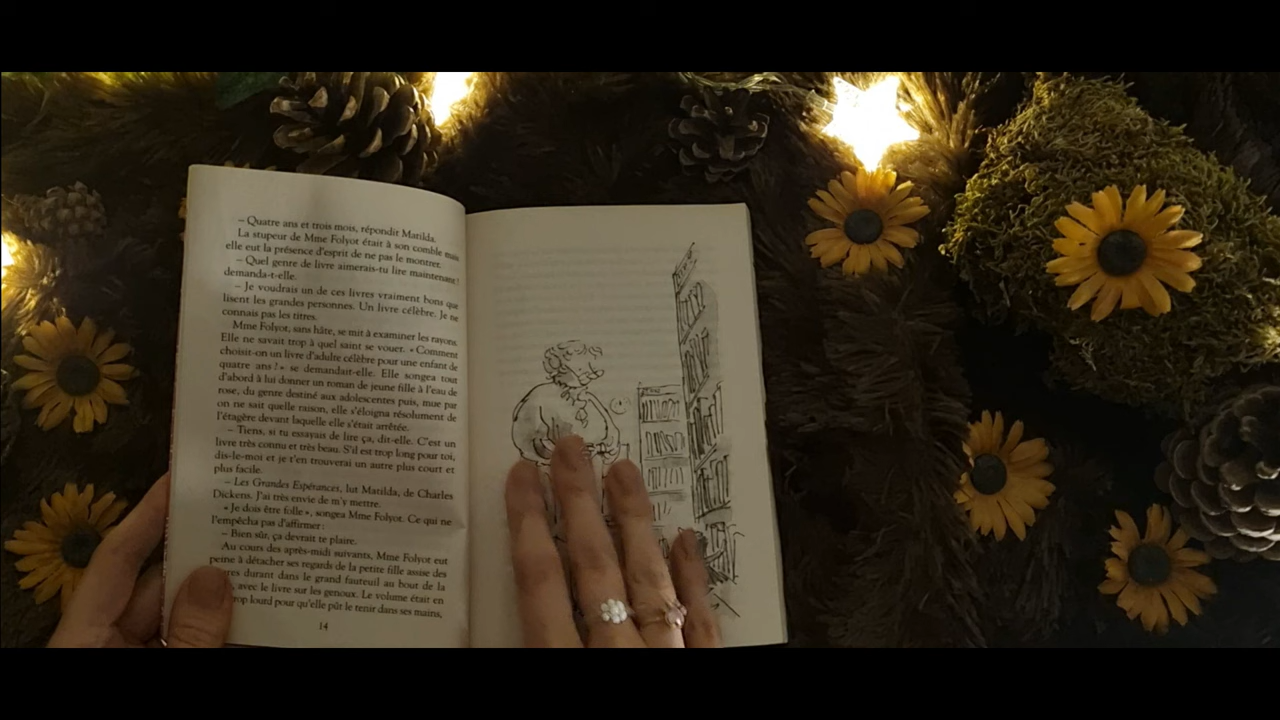 – Quatre ans et trois mois, répondit Matilda.
La stupeur de Mme Folyot était à son comble mais
elle eut la présence d'esprit de ne pas le montrer.
– Quel genre de livre aimerais-tu lire maintenant ?
demanda-t-elle.
– Je voudrais un de ces livres vraiment bons que
lisent les grandes personnes. Un livre célèbre. Je ne
connais pas les titres.
Mme Folyot, sans hâte, se mit à examiner les rayons.
Elle ne savait trop à quel saint se vouer. « Comment
choisit-on un livre d'adulte célèbre pour une enfant de
quatre ans ! » se demandait-elle. Elle songea tout
d'abord à lui donner un roman de jeune fille à l'eau de
rose, du genre destiné aux adolescentes puis, mue par
on ne sait quelle raison, elle s'éloigna résolument de
l'étagère devant laquelle elle s'était arrêtée.
– Tiens, si tu essayais de lire ça, dit-elle. C'est un
livre très connu et très beau. S'il est trop long pour toi,
dis-le-moi et je t'en trouverai un autre plus court et
plus facile.
– Les Grandes Espérances, lut Matilda, de Charles
Dickens. J'ai très envie de m'y mettre.
« Je dois être folle », songea Mme Folyot. Ce qui ne
l'empêcha pas d'affirmer :
– Bien sûr, ça devrait te plaire.
Au cours des après-midi suivants, Mme Folyot eut
peine à détacher ses regards de la petite fille assise des
durant dans le grand fauteuil au bout de la
avec le livre sur les genoux. Le volume était en
trop lourd pour qu'elle pût le tenir dans ses mains,
14